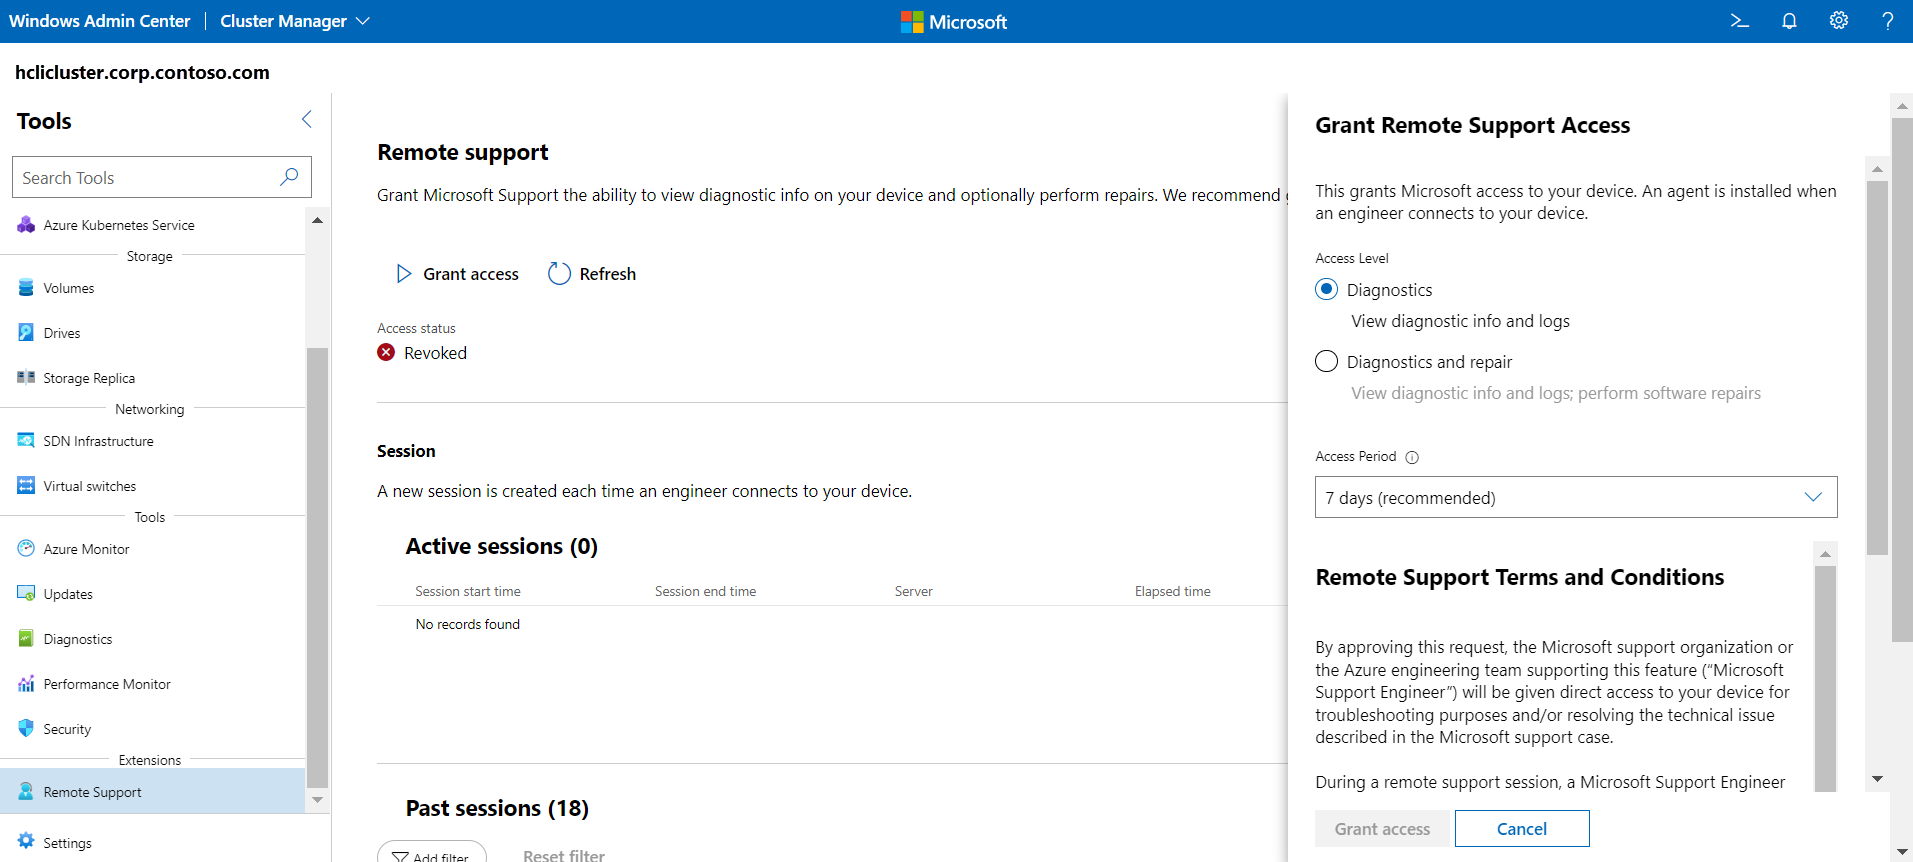 Windows Admin Center
Cluster Manager
Microsoft
hclicluster.corp.contoso.com
Tools
Search Tools
Azure Kubernetes Service
Storage
Volumes
Drives
Storage Replica
Networking
SDN Infrastructure
Virtual switches
Tools
Azure Monitor
Updates
Diagnostics
Performance Monitor
Security
Extensions
Remote Support
Settings
Remote support
Grant Microsoft Support the ability to view diagnostic info on your device and optionally perform repairs. We recommend
Grant access Refresh
Access status
Revoked
Session
A new session is created each time an engineer connects to your device.
Active sessions (0)
Session start time Session end time Server Elapsed time
No records found
Past sessions (18)
Add filter Reset filter
Grant Remote Support Access
This grants Microsoft access to your device. An agent is installed when
an engineer connects to your device.
Access Level
Diagnostics
View diagnostic info and logs
Diagnostics and repair
View diagnostic info and logs; perform software repairs
Access Period
7 days (recommended)
Remote Support Terms and Conditions
By approving this request, the Microsoft support organization or
the Azure engineering team supporting this feature (“Microsoft
Support Engineer”) will be given direct access to your device for
troubleshooting purposes and/or resolving the technical issue
described in the Microsoft support case.
During a remote support session, a Microsoft Support Engineer
Grant access Cancel